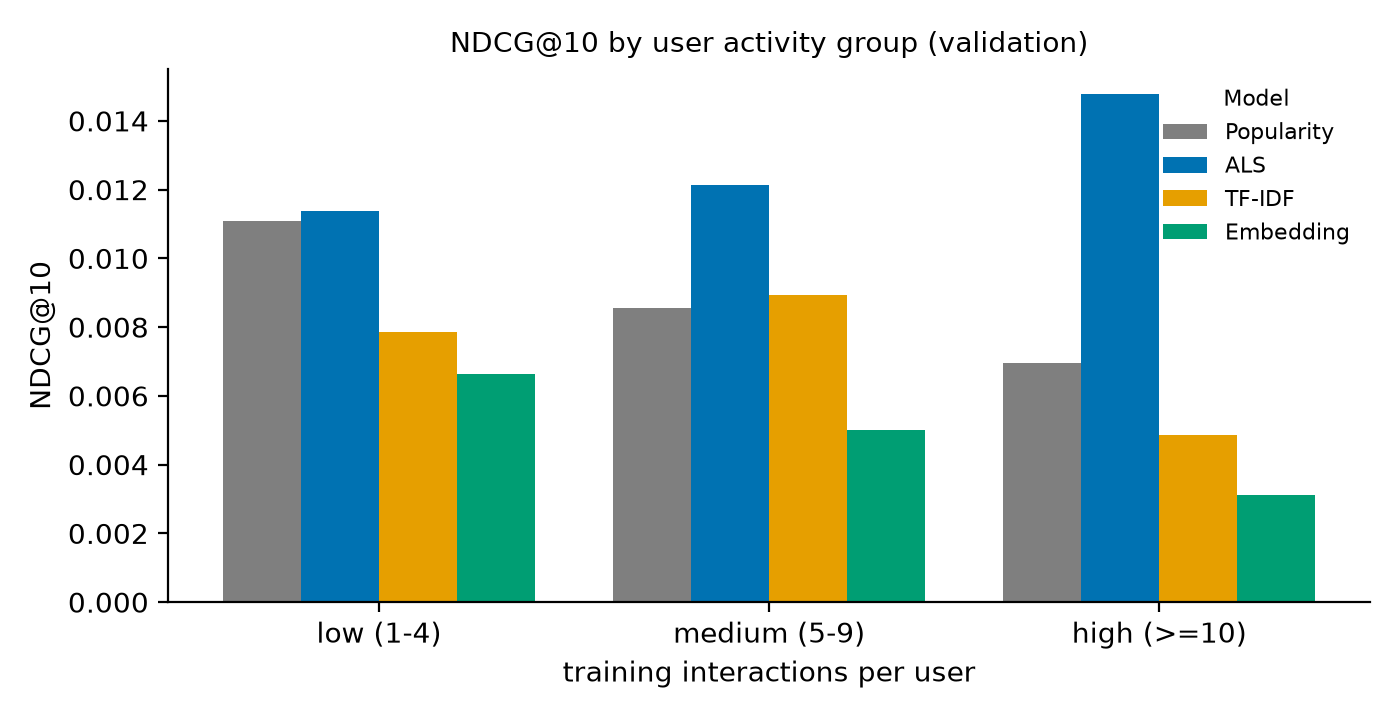 NDCG@10 by user activity group (validation)
Model
Popularity
ALS
TF-IDF
Embedding
NDCG@10
0.014
0.012
0.010
0.008
0.006
0.004
0.002
0.000
low (1-4)
medium (5-9)
high (>=10)
training interactions per user